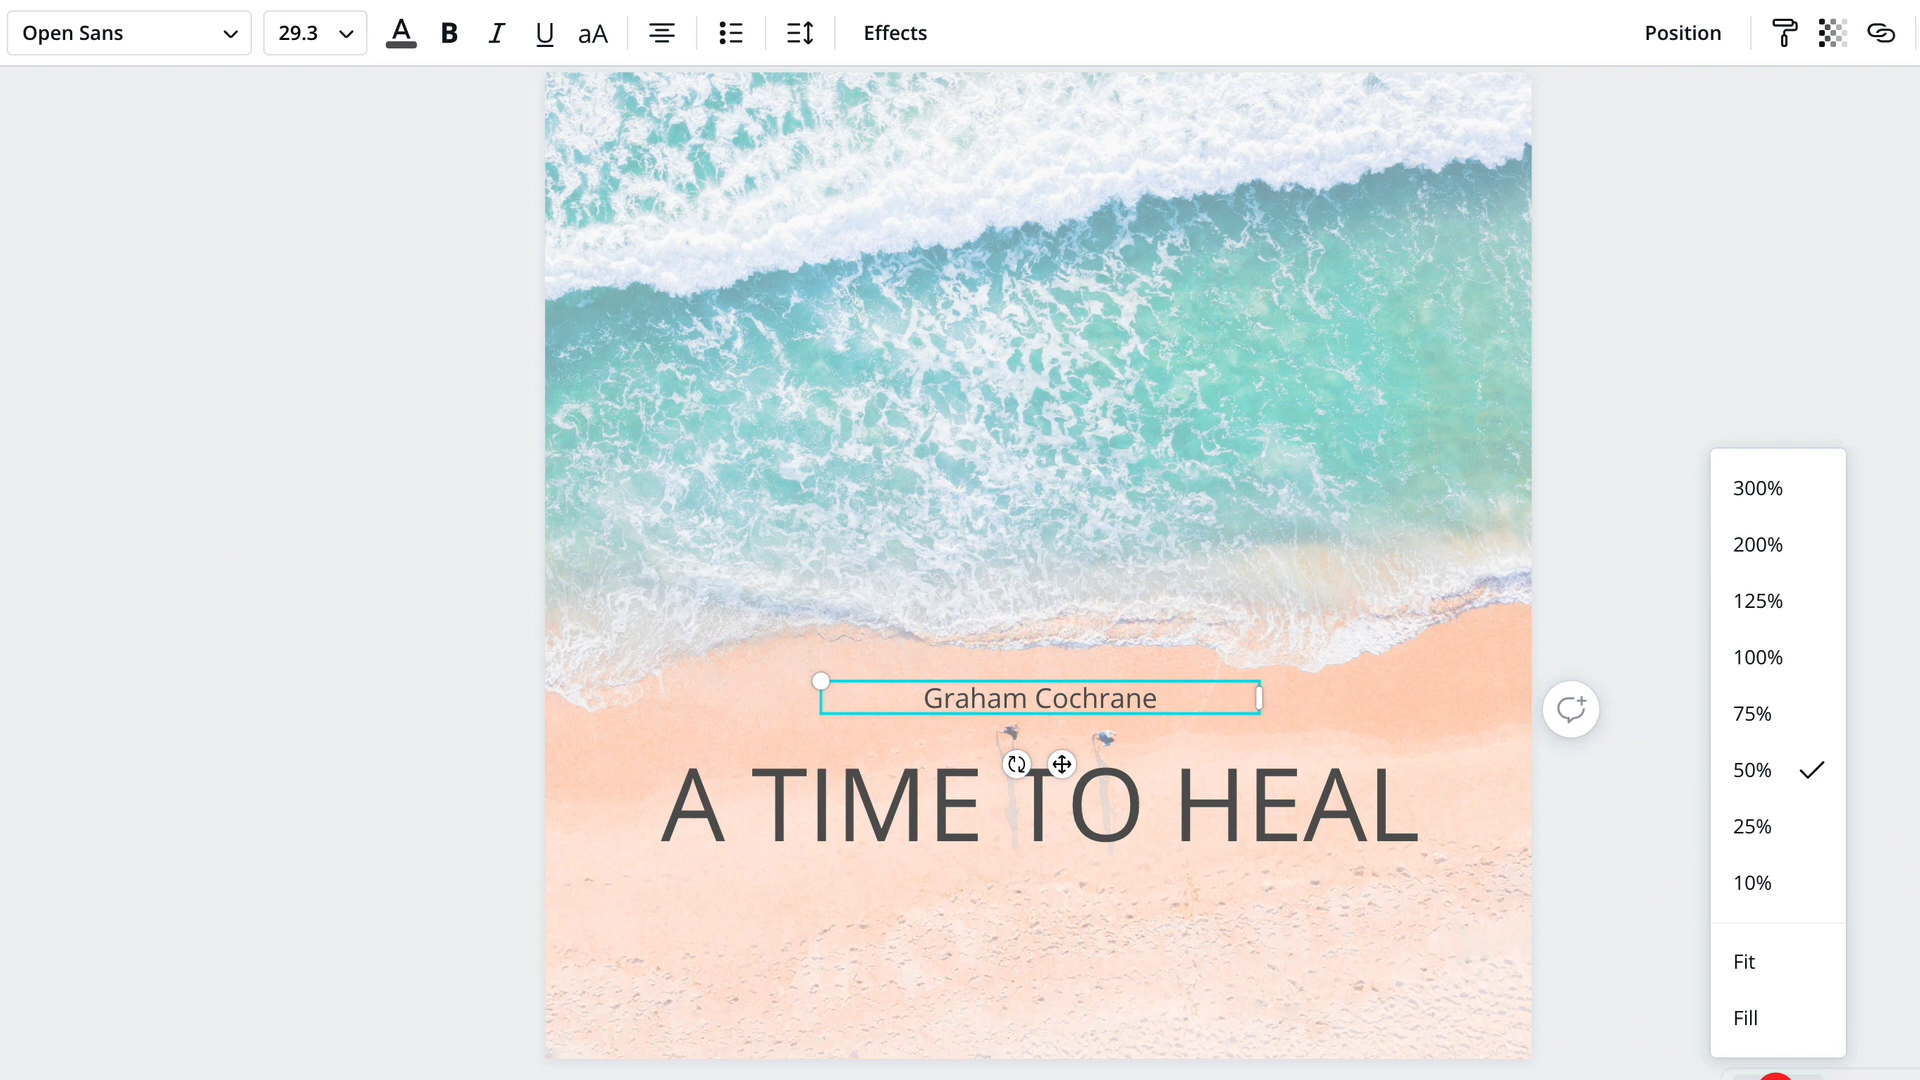 Open Sans 29.3 A B I U aA Effects Position
300%
200%
125%
100%
Graham Cochrane
75%
50%
A TIME TO HEAL
25%
10%
Fit
Fill